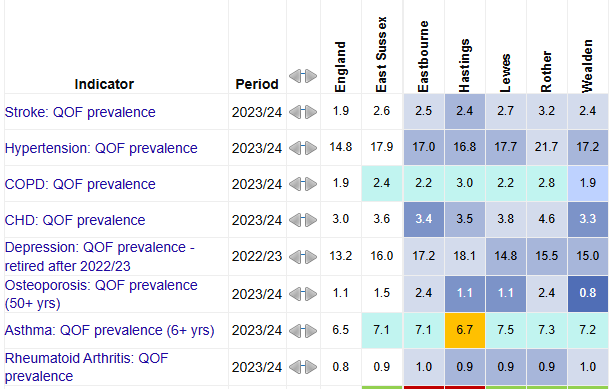 Indicator Period England East Sussex Eastbourne Hastings Lewes Rother Wealden
Stroke: QOF prevalence 2023/24 1.9 2.6 2.5 2.4 2.7 3.2 2.4
Hypertension: QOF prevalence 2023/24 14.8 17.9 17.0 16.8 17.7 21.7 17.2
COPD: QOF prevalence 2023/24 1.9 2.4 2.2 3.0 2.2 2.8 1.9
CHD: QOF prevalence 2023/24 3.0 3.6 3.4 3.5 3.8 4.6 3.3
Depression: QOF prevalence -
retired after 2022/23 2022/23 13.2 16.0 17.2 18.1 14.8 15.5 15.0
Osteoporosis: QOF prevalence
(50+ yrs) 2023/24 1.1 1.5 2.4 1.1 1.1 2.4 0.8
Asthma: QOF prevalence (6+ yrs) 2023/24 6.5 7.1 7.1 6.7 7.5 7.3 7.2
Rheumatoid Arthritis: QOF
prevalence 2023/24 0.8 0.9 1.0 0.9 0.9 0.9 1.0